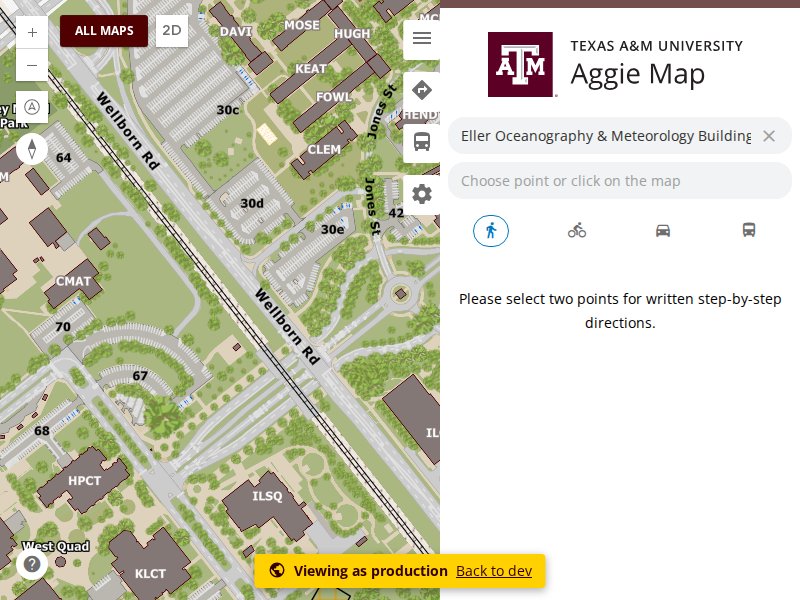 ALL MAPS
2D
DAVI
MOSE
HUGH
KEAT
FOWL
30c
Jones St
HEND
Wellborn Rd
CLEM
64
30d
Jones St
42
30e
CMAT
Wellborn Rd
70
67
68
HPCT
ILSQ
West Quad
KLCT
TEXAS A&M UNIVERSITY
Aggie Map
Eller Oceanography & Meteorology Building
Choose point or click on the map
Please select two points for written step-by-step
directions.
Viewing as production Back to dev